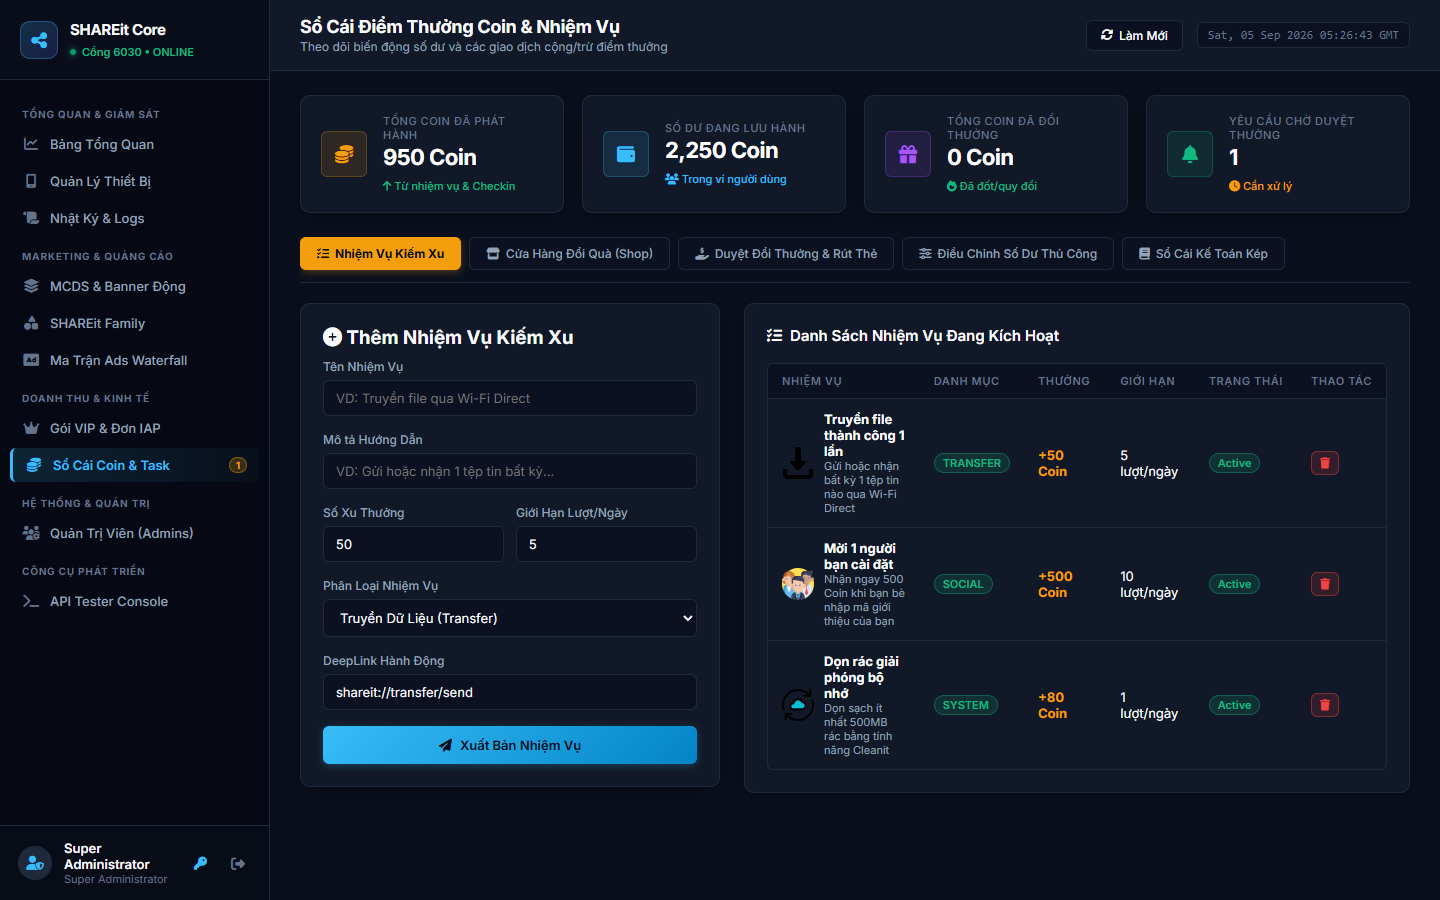 SHAREit Core
Cổng 6030 • ONLINE
TỔNG QUAN & GIÁM SÁT
Bảng Tổng Quan
Quản Lý Thiết Bị
Nhật Ký & Logs
MARKETING & QUẢNG CÁO
MCDS & Banner Động
SHAREit Family
Ad
Ma Trận Ads Waterfall
DOANH THU & KINH TẾ
Gói VIP & Đơn IAP
Sổ Cái Coin & Task
1
HỆ THỐNG & QUẢN TRỊ
Quản Trị Viên (Admins)
CÔNG CỤ PHÁT TRIỂN
API Tester Console
Super
Administrator
Super Administrator
Sổ Cái Điểm Thưởng Coin & Nhiệm Vụ
Theo dõi biến động số dư và các giao dịch cộng/trừ điểm thưởng
Làm Mới
Sat, 05 Sep 2026 05:26:43 GMT
TỔNG COIN ĐÃ PHÁT
HÀNH
950 Coin
Từ nhiệm vụ & Checkin
SỐ DƯ ĐANG LƯU HÀNH
2,250 Coin
Trong ví người dùng
TỔNG COIN ĐÃ ĐỔI
THƯỞNG
0 Coin
Đã đốt/quy đổi
YÊU CẦU CHỜ DUYỆT
THƯỞNG
1
Cần xử lý
Nhiệm Vụ Kiếm Xu
Cửa Hàng Đổi Quà (Shop)
Duyệt Đổi Thưởng & Rút Thẻ
Điều Chỉnh Số Dư Thủ Công
Sổ Cái Kế Toán Kép
Thêm Nhiệm Vụ Kiếm Xu
Tên Nhiệm Vụ
VD: Truyền file qua Wi-Fi Direct
Mô tả Hướng Dẫn
VD: Gửi hoặc nhận 1 tệp tin bất kỳ...
Số Xu Thưởng
Giới Hạn Lượt/Ngày
50
5
Phân Loại Nhiệm Vụ
Truyền Dữ Liệu (Transfer)
DeepLink Hành Động
shareit://transfer/send
Xuất Bản Nhiệm Vụ
Danh Sách Nhiệm Vụ Đang Kích Hoạt
NHIỆM VỤ
DANH MỤC
THƯỞNG
GIỚI HẠN
TRẠNG THÁI
THAO TÁC
Truyền file
thành công 1
lần
Gửi hoặc nhận
bất kỳ 1 tệp tin
nào qua Wi-Fi
Direct
TRANSFER
+50
Coin
5
lượt/ngày
Active
Mời 1 người
bạn cài đặt
Nhận ngay 500
Coin khi bạn bè
nhập mã giới
thiệu của bạn
SOCIAL
+500
Coin
10
lượt/ngày
Active
Dọn rác giải
phóng bộ
nhớ
Dọn sạch ít
nhất 500MB
rác bằng tính
năng Cleanit
SYSTEM
+80
Coin
1
lượt/ngày
Active